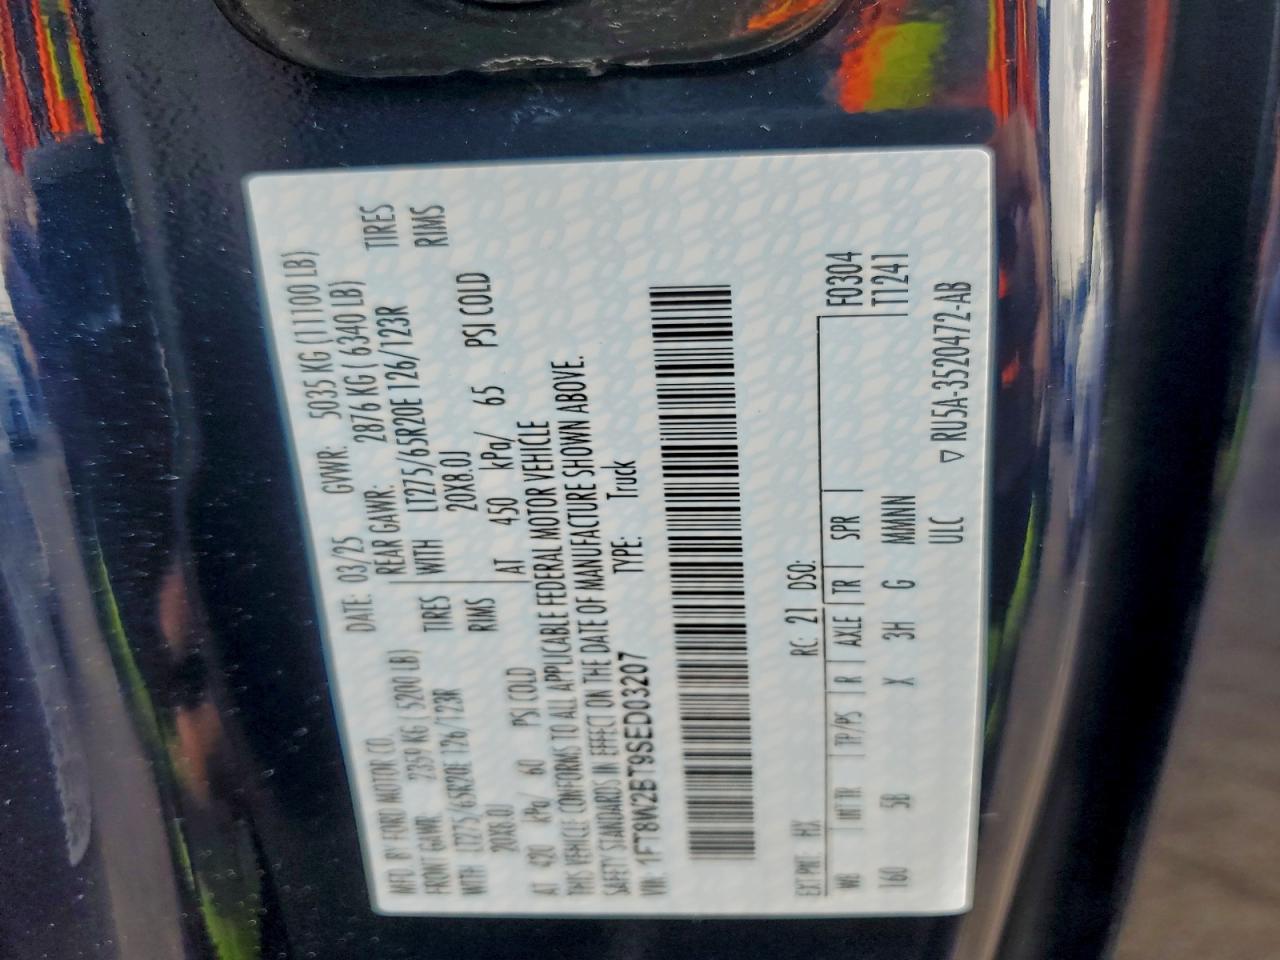 MFD. BY FORD MOTOR CO.
DATE: 03/25 GVWR: 5035 KG (11100 LB)
FRONT GAWR: 2359 KG (5200 LB)
REAR GAWR: 2876 KG (6340 LB)
WITH LT275/65R20E 126/123R TIRES
WITH LT275/65R20E 126/123R TIRES
20X8.0J RIMS
20X8.0J RIMS
AT 420 kPa/ 60 PSI COLD
AT 450 kPa/ 65 PSI COLD
THIS VEHICLE CONFORMS TO ALL APPLICABLE FEDERAL MOTOR VEHICLE
SAFETY STANDARDS IN EFFECT ON THE DATE OF MANUFACTURE SHOWN ABOVE.
VIN: 1FT8W2BT9SED03207 TYPE: Truck
EXT PNT: HX RC: 21 DSO:
F0304
WB INT TR TP/PS R AXLE TR SPR
T1241
160 5B X 3H G MMNN
ULC ▽ RU5A-3520472-AB